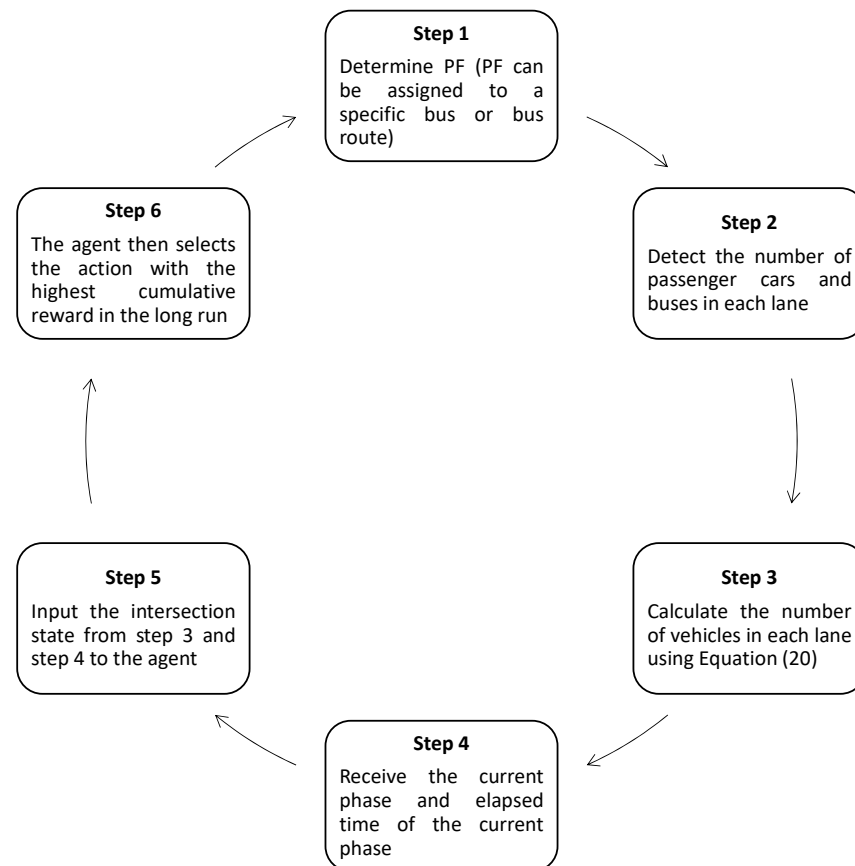 Step 1
Determine PF (PF can
be assigned to a
specific bus or bus
route)
Step 2
Detect the number of
passenger cars and
buses in each lane
Step 3
Calculate the number
of vehicles in each lane
using Equation (20)
Step 4
Receive the current
phase and elapsed
time of the current
phase
Step 5
Input the intersection
state from step 3 and
step 4 to the agent
Step 6
The agent then selects
the action with the
highest cumulative
reward in the long run